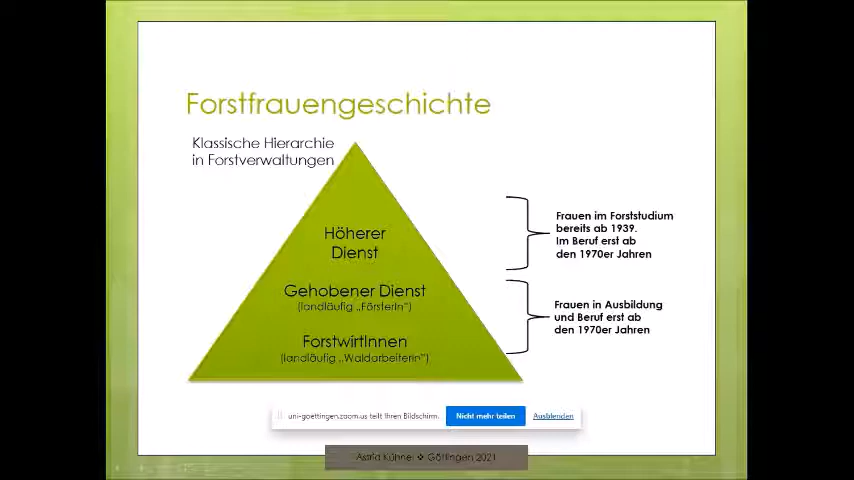 Forstfrauengeschichte
Klassische Hierarchie
in Forstverwaltungen
Höherer
Dienst
Gehobener Dienst
(landläufig „FörsterIn")
ForstwirtInnen
(landläufig „WaldarbeiterIn")
Frauen im Forststudium
bereits ab 1939.
Im Beruf erst ab
den 1970er Jahren
Frauen in Ausbildung
und Beruf erst ab
den 1970er Jahren
uni-goettingen.zoom.us teilt Ihren Bildschirm.
Nicht mehr teilen
Ausblenden
Astrid Kühnel ❖ Göttingen 2021